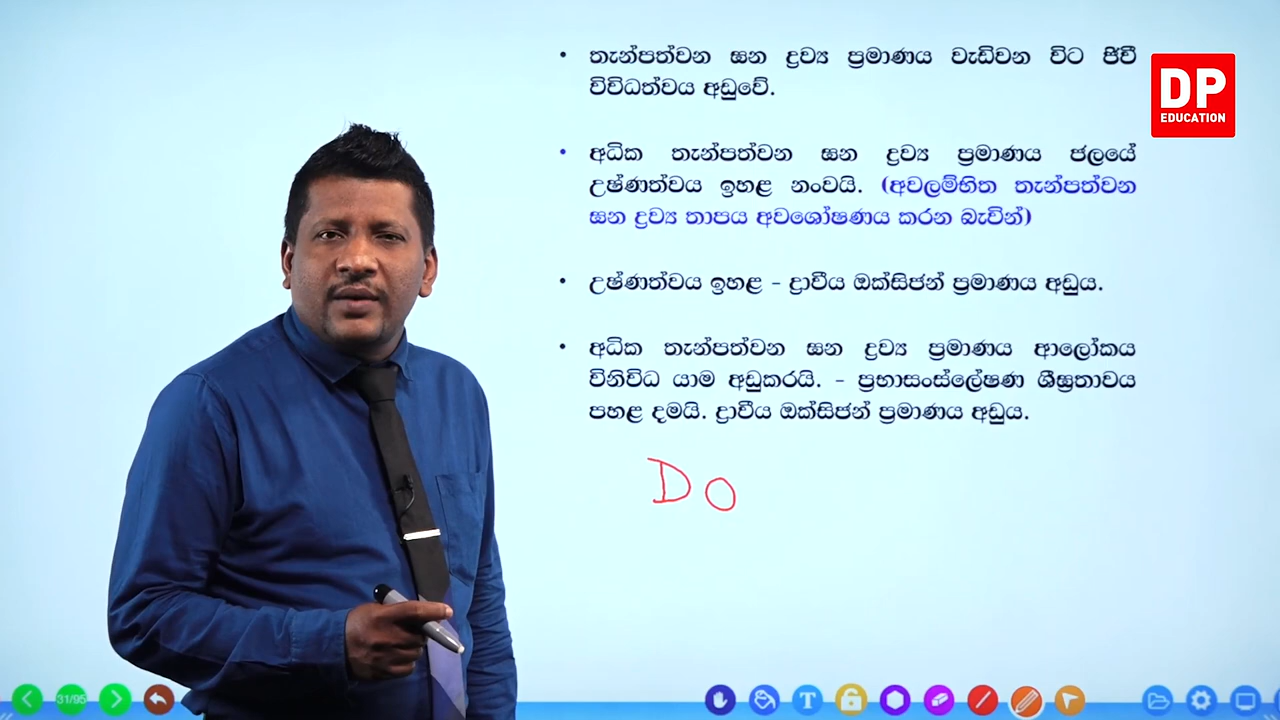 • තැන්පත්වන ඝන ද්‍රව්‍ය ප්‍රමාණය වැඩිවන විට ජීවී
විවිධත්වය අඩුවේ.
• අධික තැන්පත්වන ඝන ද්‍රව්‍ය ප්‍රමාණය ජලයේ
උෂ්ණත්වය ඉහළ නංවයි. (අවලම්භිත තැන්පත්වන
ඝන ද්‍රව්‍ය තාපය අවශෝෂණය කරන බැවින්)
• උෂ්ණත්වය ඉහළ - ද්‍රාවීය ඔක්සිජන් ප්‍රමාණය අඩුය.
• අධික තැන්පත්වන ඝන ද්‍රව්‍ය ප්‍රමාණය ආලෝකය
විනිවිධ යාම අඩුකරයි. - ප්‍රභාසංස්ලේෂණ ශීඝ්‍රතාවය
පහළ දමයි. ද්‍රාවීය ඔක්සිජන් ප්‍රමාණය අඩුය.
DO
DP
EDUCATION
31/95
T